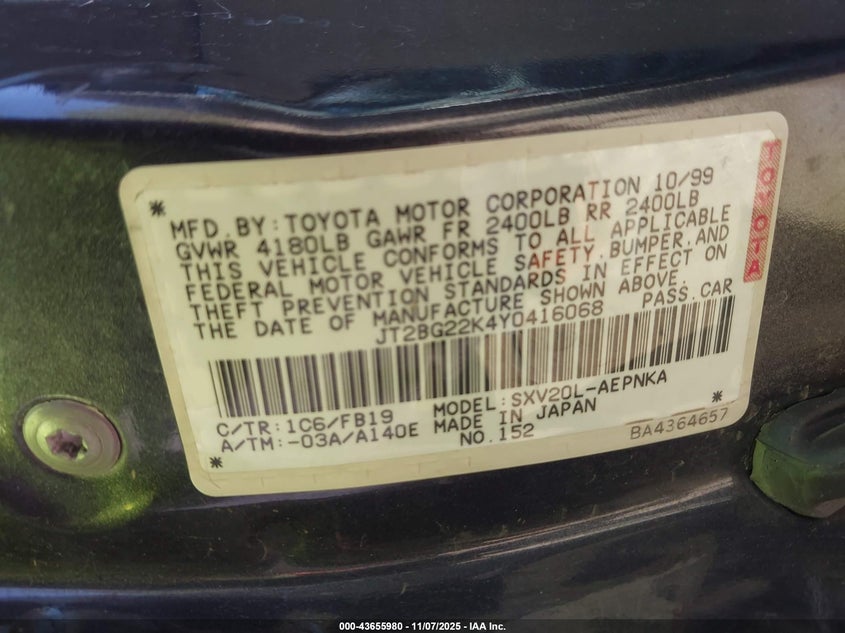 * MFD. BY: TOYOTA MOTOR CORPORATION 10/99
GVWR 4180LB GAWR FR 2400LB RR 2400LB
THIS VEHICLE CONFORMS TO ALL APPLICABLE
FEDERAL MOTOR VEHICLE SAFETY,BUMPER,AND
THEFT PREVENTION STANDARDS IN EFFECT ON
THE DATE OF MANUFACTURE SHOWN ABOVE.
JT2BG22K4Y0416068 PASS.CAR
TOYOTA
C/TR: 1C6/FB19 MODEL: SXV20L-AEPNKA *
A/TM:-03A/A140E MADE IN JAPAN
* NO.152 BA4364657
000-43655980 - 11/07/2025 - IAA Inc.